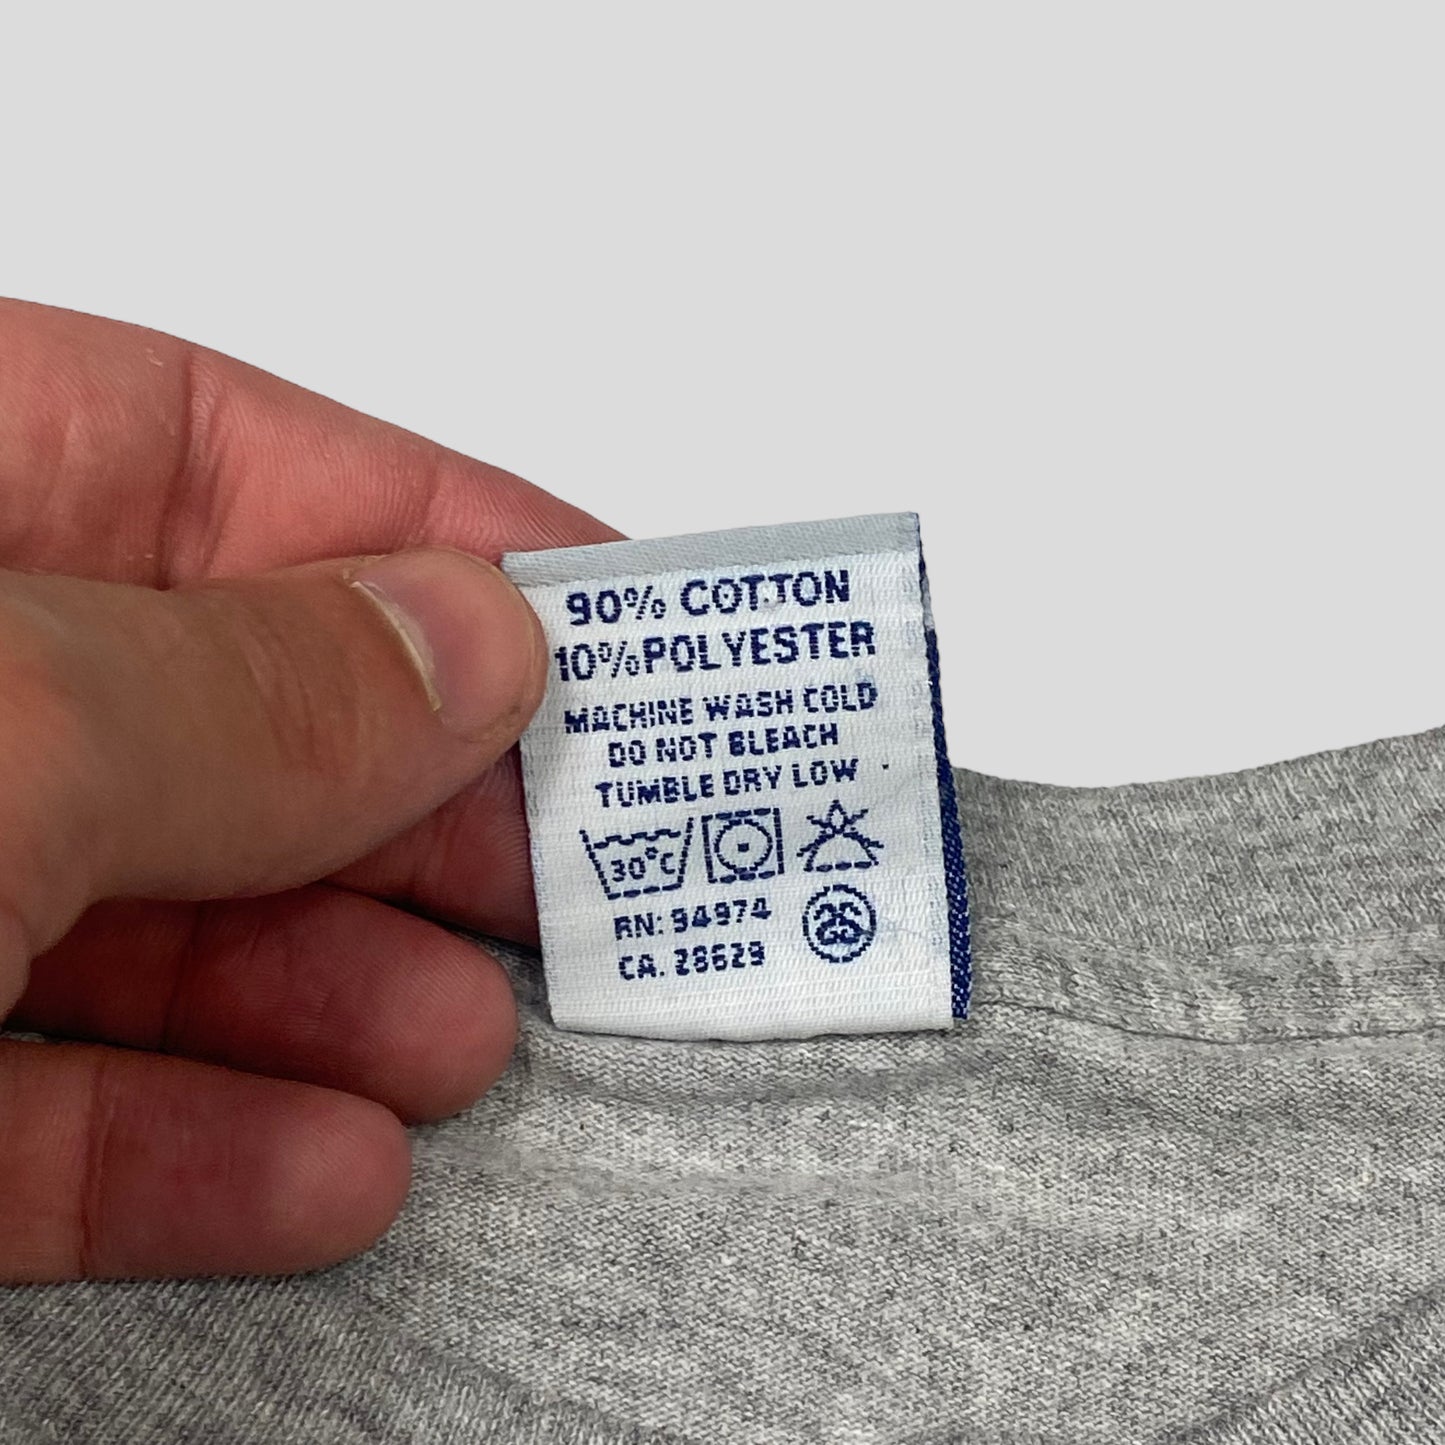 90% COTTON
10% POLYESTER
MACHINE WASH COLD
DO NOT BLEACH
TUMBLE DRY LOW
30°C
RN: 94974
CA. 28629